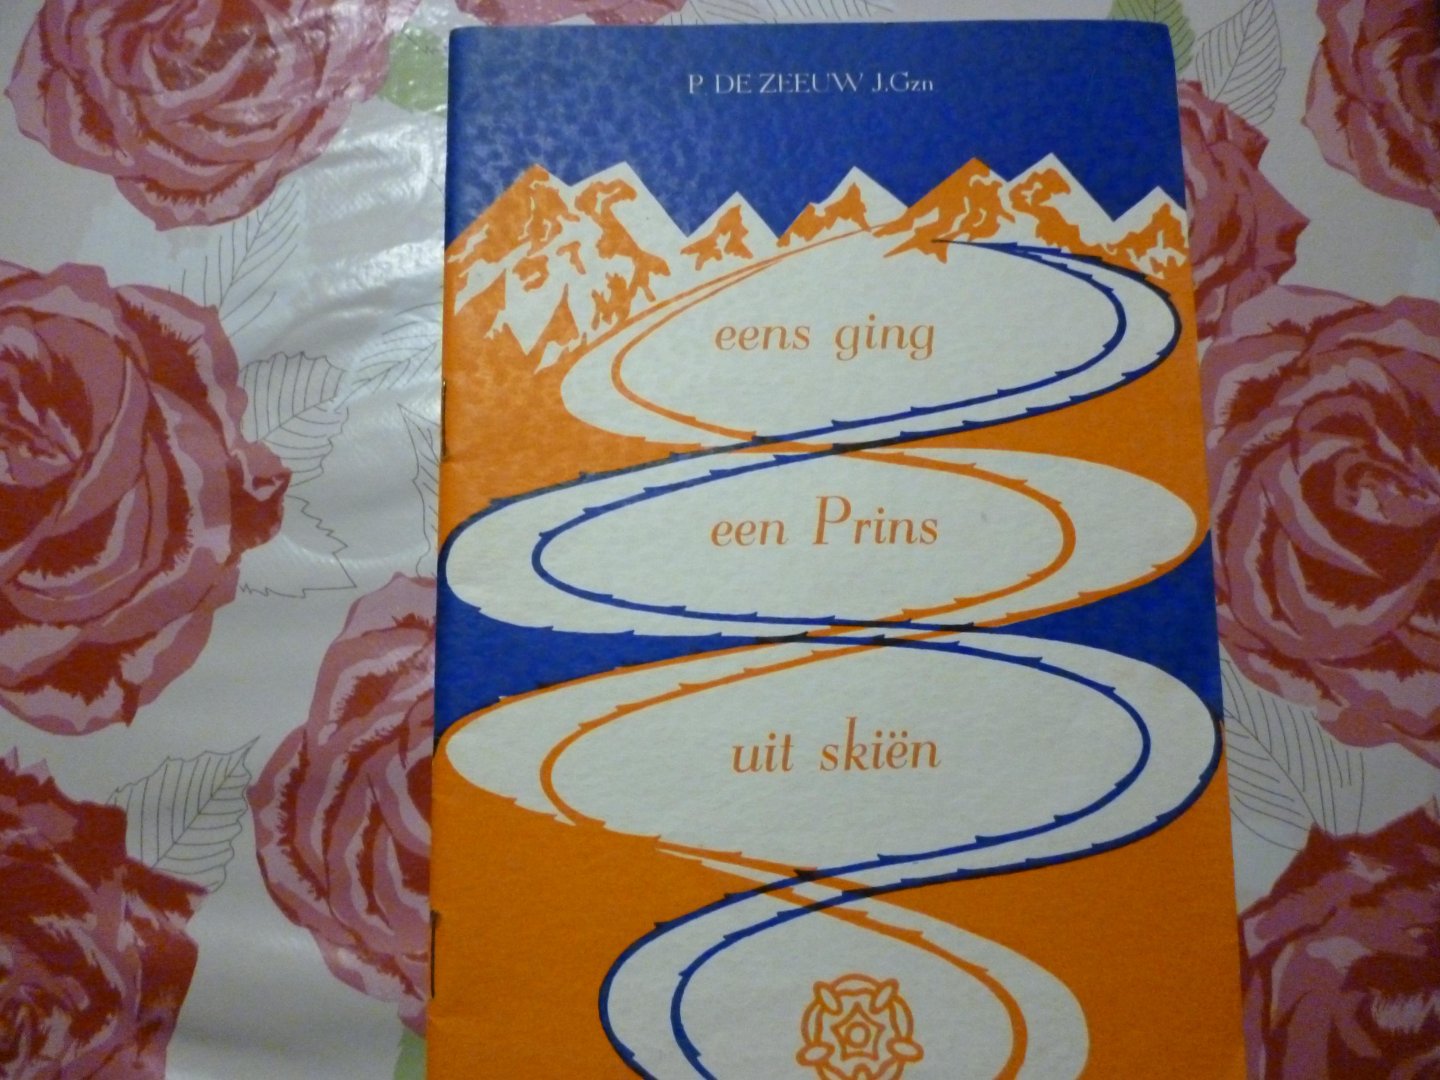 P. DE ZEEUW J.Gzn
eens ging
een Prins
uit skiën